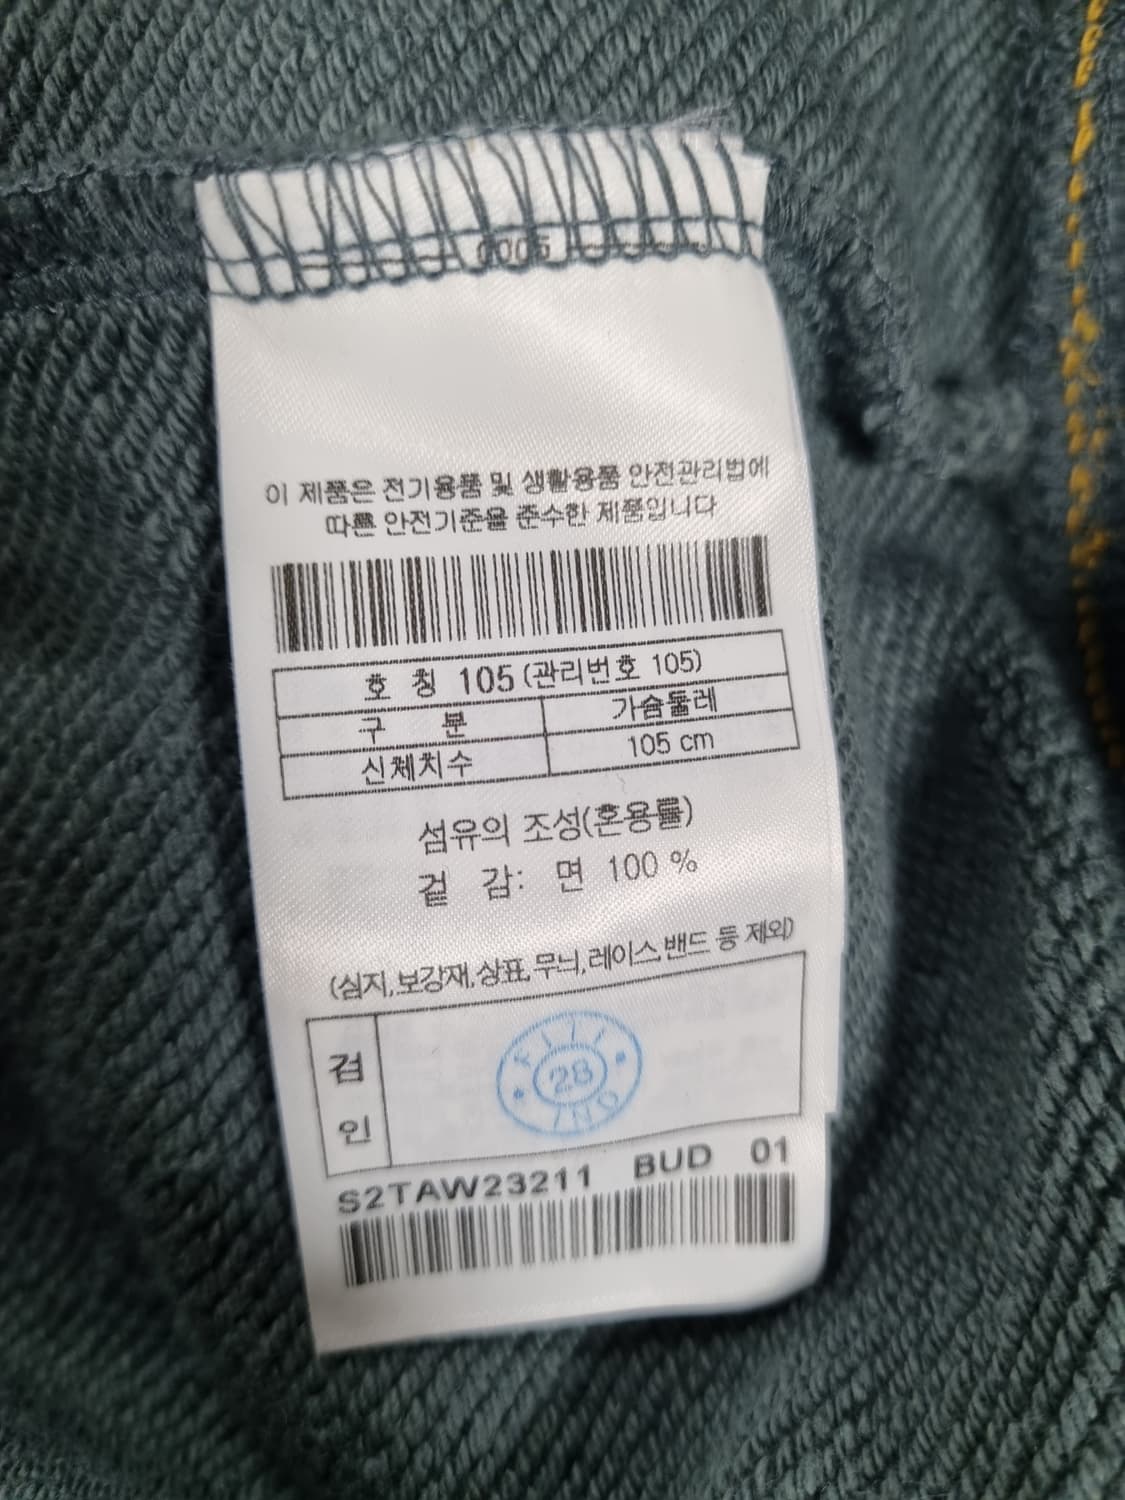 0005
이 제품은 전기용품 및 생활용품 안전관리법에
따른 안전기준을 준수한 제품입니다
호 칭 105 (관리번호 105)
구 분 가슴둘레
신체치수 105 cm
섬유의 조성(혼용률)
겉 감: 면 100 %
(심지,보강재,상표,무늬,레이스,밴드 등 제외)
검
인
FITI
28
INO
S2TAW23211 BUD 01